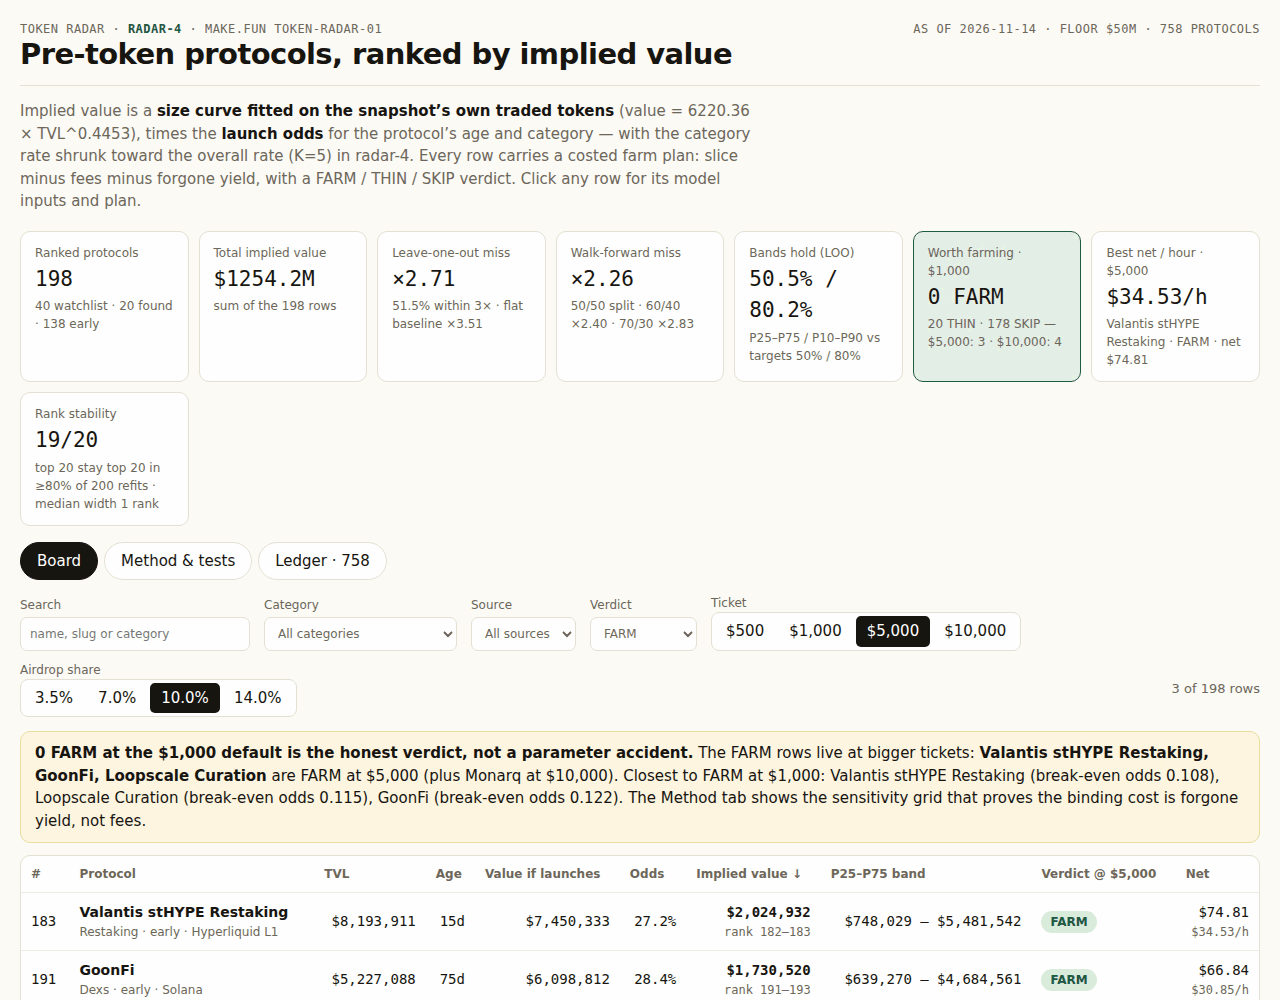 TOKEN RADAR · RADAR-4 · MAKE.FUN TOKEN-RADAR-01
AS OF 2026-11-14 · FLOOR $50M · 758 PROTOCOLS
Pre-token protocols, ranked by implied value
Implied value is a size curve fitted on the snapshot’s own traded tokens (value = 6220.36
× TVL^0.4453), times the launch odds for the protocol’s age and category — with the category
rate shrunk toward the overall rate (K=5) in radar-4. Every row carries a costed farm plan: slice
minus fees minus forgone yield, with a FARM / THIN / SKIP verdict. Click any row for its model
inputs and plan.
Ranked protocols
198
40 watchlist · 20 found
· 138 early
Total implied value
$1254.2M
sum of the 198 rows
Leave-one-out miss
×2.71
51.5% within 3× · flat
baseline ×3.51
Walk-forward miss
×2.26
50/50 split · 60/40
×2.40 · 70/30 ×2.83
Bands hold (LOO)
50.5% /
80.2%
P25–P75 / P10–P90 vs
targets 50% / 80%
Worth farming ·
$1,000
0 FARM
20 THIN · 178 SKIP —
$5,000: 3 · $10,000: 4
Best net / hour ·
$5,000
$34.53/h
Valantis stHYPE
Restaking · FARM · net
$74.81
Rank stability
19/20
top 20 stay top 20 in
≥80% of 200 refits ·
median width 1 rank
Board
Method & tests
Ledger · 758
Search
name, slug or category
Category
All categories
Source
All sources
Verdict
FARM
Ticket
$500 $1,000 $5,000 $10,000
Airdrop share
3.5% 7.0% 10.0% 14.0%
3 of 198 rows
0 FARM at the $1,000 default is the honest verdict, not a parameter accident. The FARM rows live at bigger tickets: Valantis stHYPE Restaking,
GoonFi, Loopscale Curation are FARM at $5,000 (plus Monarq at $10,000). Closest to FARM at $1,000: Valantis stHYPE Restaking (break-even odds 0.108),
Loopscale Curation (break-even odds 0.115), GoonFi (break-even odds 0.122). The Method tab shows the sensitivity grid that proves the binding cost is forgone
yield, not fees.
# Protocol TVL Age Value if launches Odds Implied value ↓ P25–P75 band Verdict @ $5,000 Net
183 Valantis stHYPE Restaking $8,193,911 15d $7,450,333 27.2% $2,024,932 $748,029 — $5,481,542 FARM $74.81
Restaking · early · Hyperliquid L1 rank 182–183 $34.53/h
191 GoonFi $5,227,088 75d $6,098,812 28.4% $1,730,520 $639,270 — $4,684,561 FARM $66.84
Dexs · early · Solana rank 191–193 $30.85/h